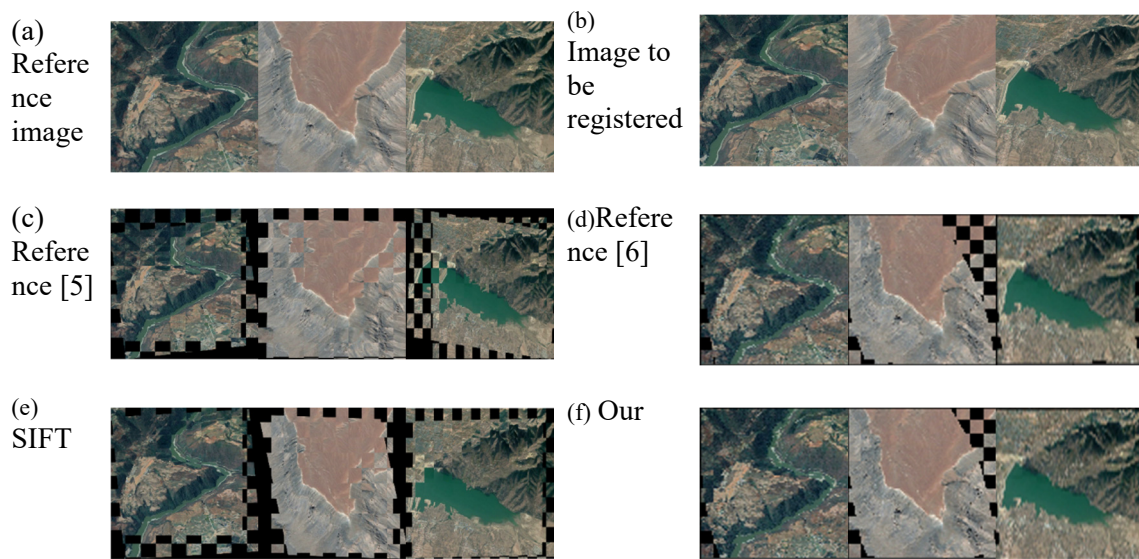 (a)
Refere
nce
image
(b)
Image to
be
registered
(c)
Refere
nce [5]
(d)Refere
nce [6]
(e)
SIFT
(f) Our